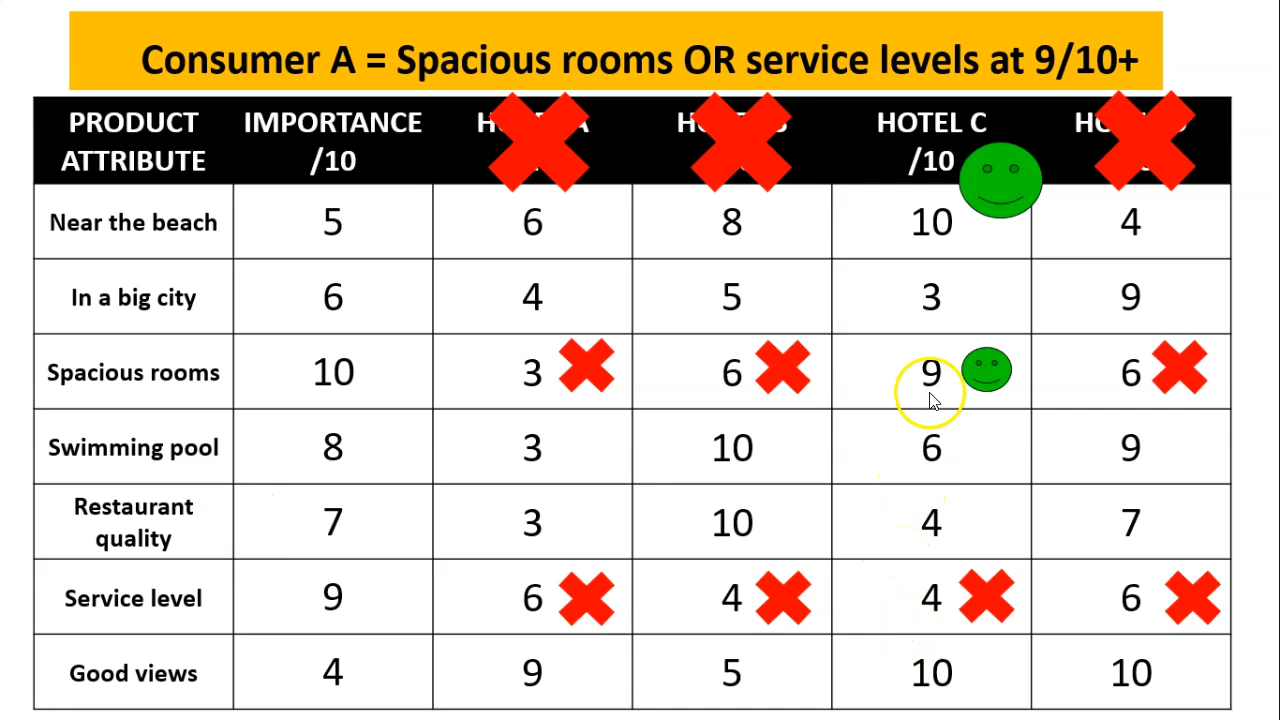 Consumer A = Spacious rooms OR service levels at 9/10+
PRODUCT ATTRIBUTE IMPORTANCE /10 HOTEL C /10
Near the beach 5 6 8 10 4
In a big city 6 4 5 3 9
Spacious rooms 10 3 6 9 6
Swimming pool 8 3 10 6 9
Restaurant quality 7 3 10 4 7
Service level 9 6 4 4 6
Good views 4 9 5 10 10